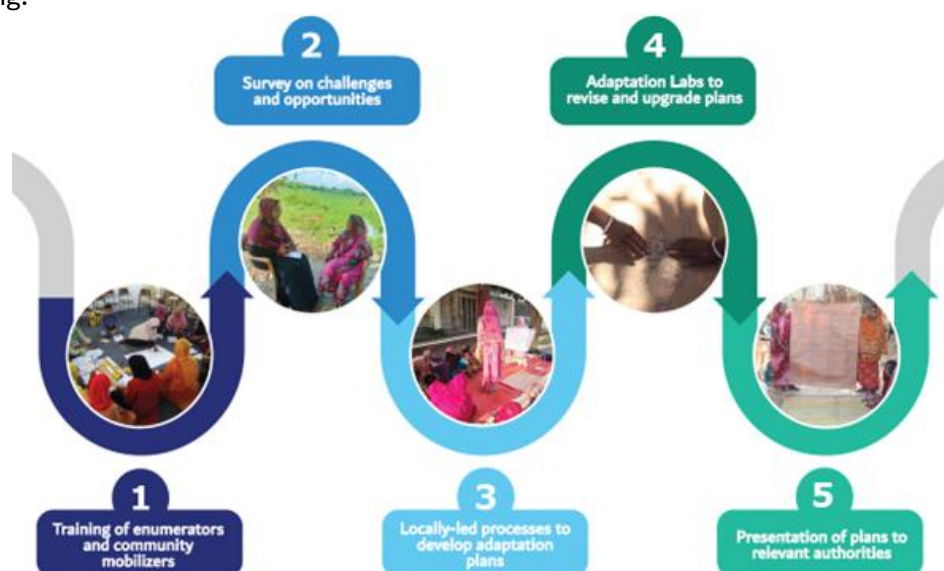 ng.
2
Survey on challenges
and opportunities
4
Adaptation Labs to
revise and upgrade plans
1
Training of enumerators
and community
mobilizers
3
Locally-led processes to
develop adaptation
plans
5
Presentation of plans to
relevant authorities